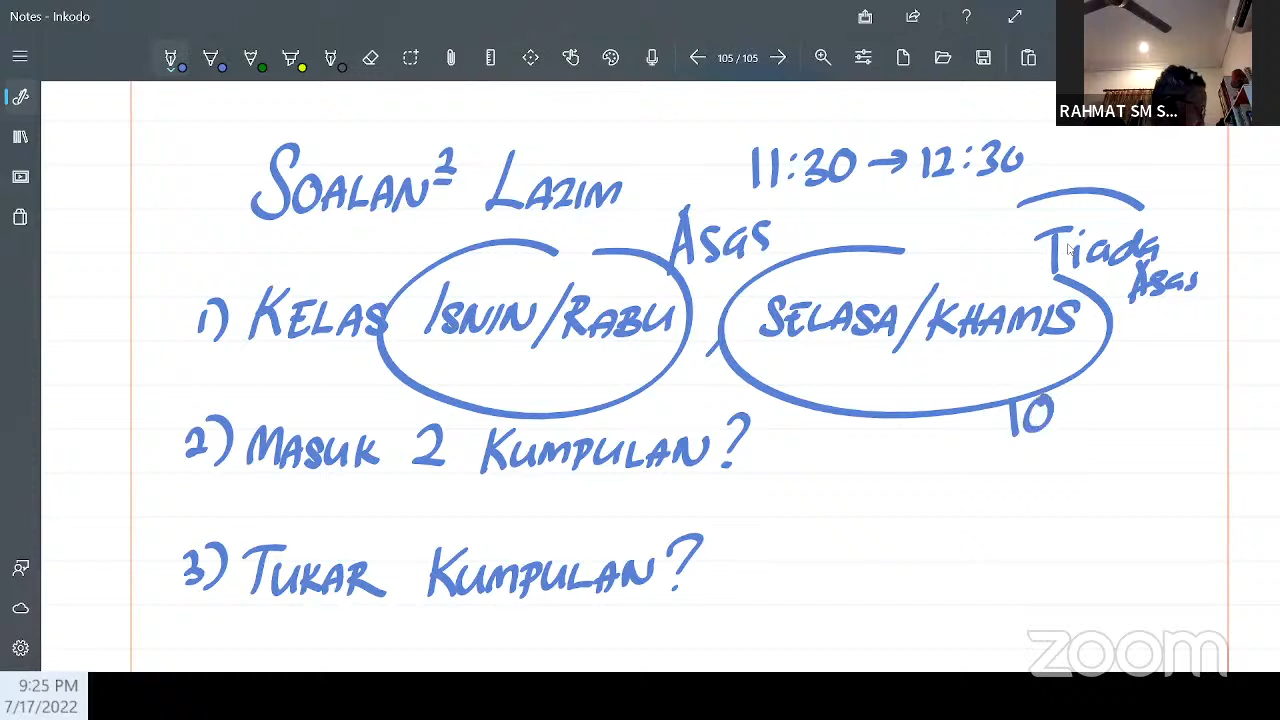 Notes - Inkodo
105 / 105
RAHMAT SM S...
SOALAN² LAZIM
11:30 → 12:30
ASAS
Tiada
Asas
1) KELAS ISNIN/RABU, SELASA/KHAMIS
10
2) MASUK 2 KUMPULAN?
3) TUKAR KUMPULAN?
zoom
9:25 PM
7/17/2022